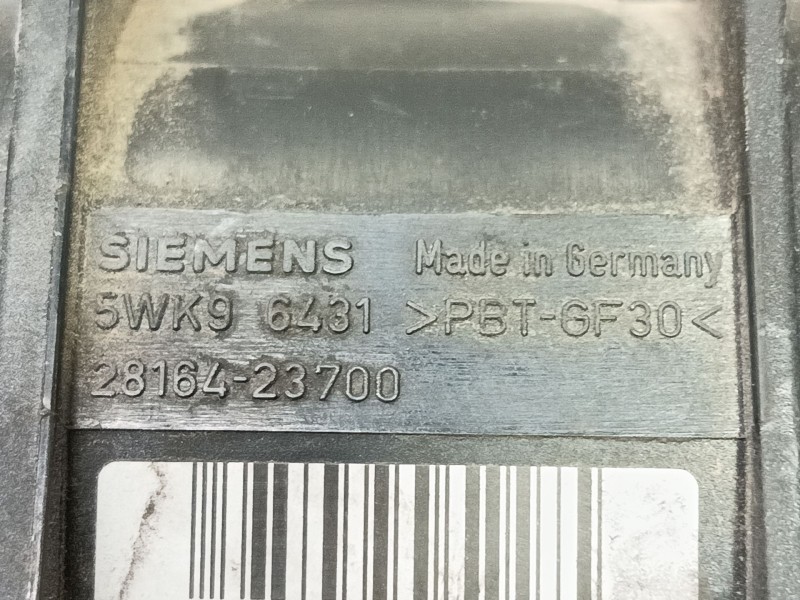 SIEMENS Made in Germany
5WK9 6431 >PBT-GF30<
28164-23700